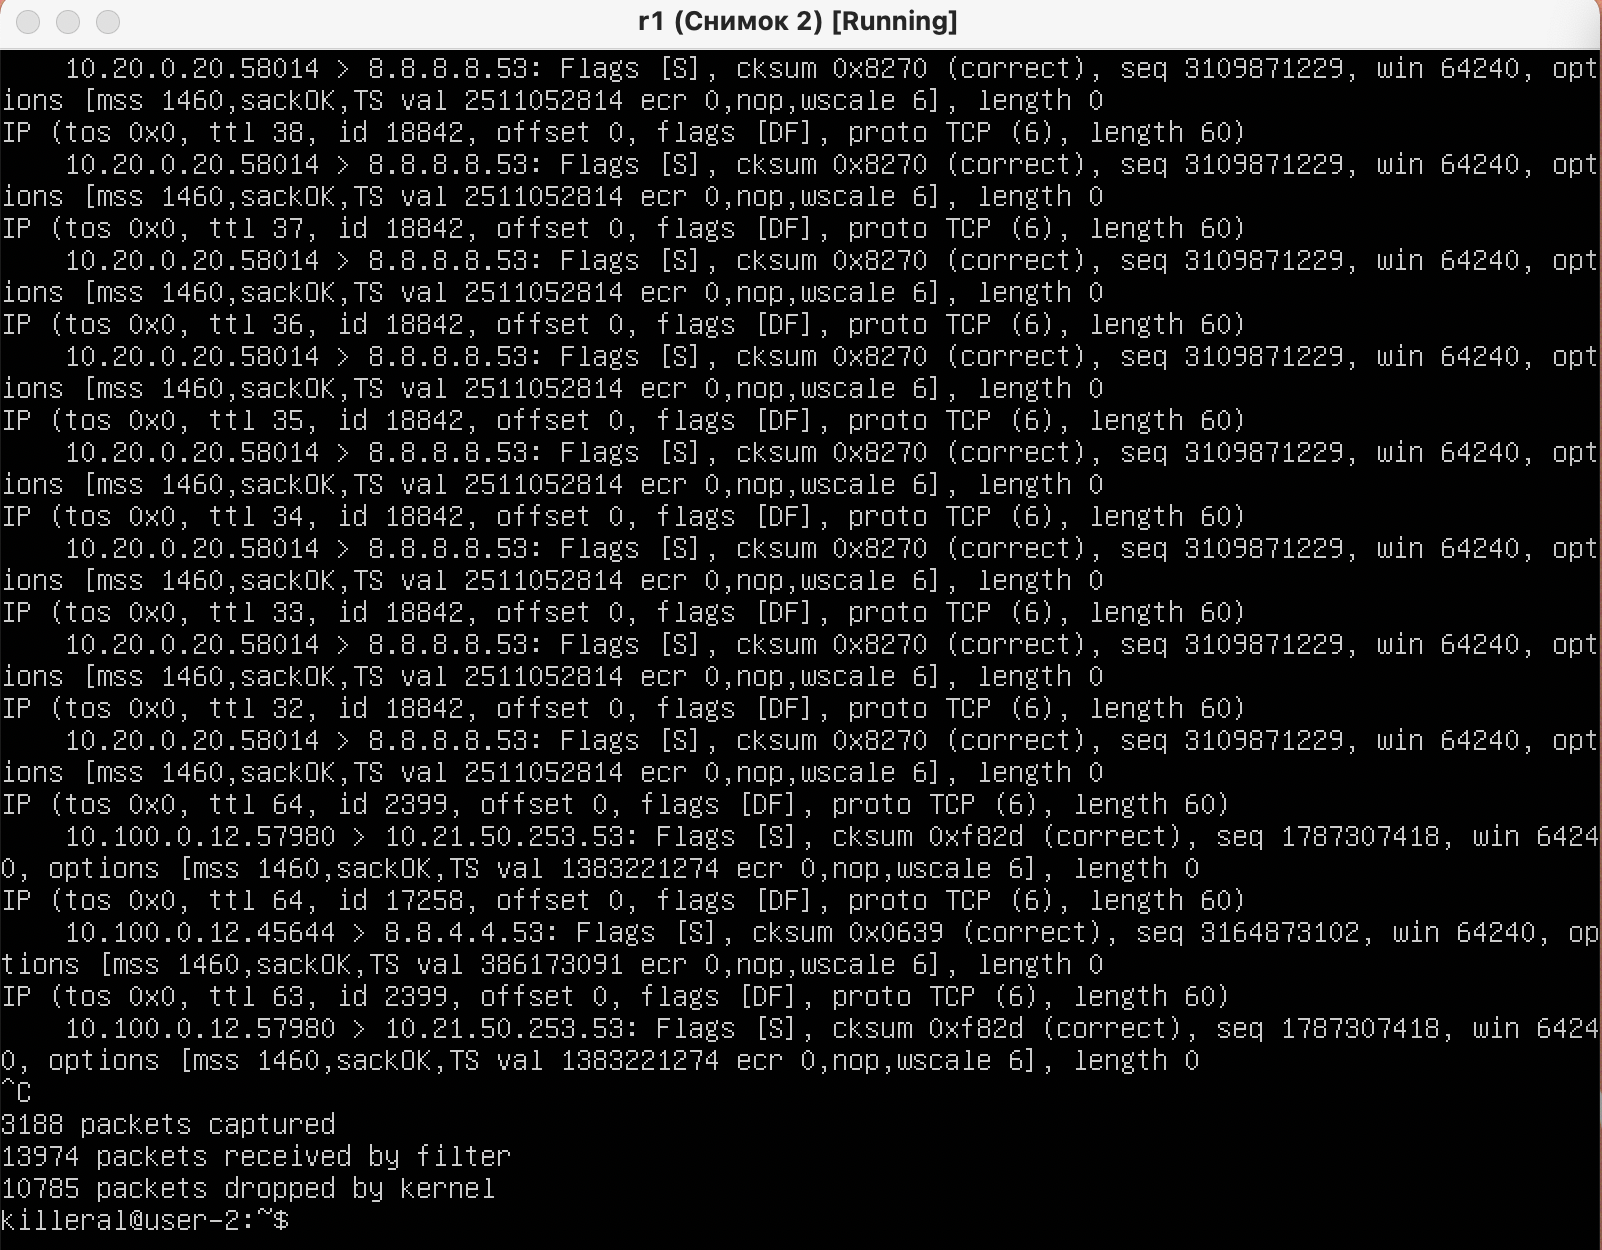 r1 (Снимок 2) [Running]
    10.20.0.20.58014 > 8.8.8.8.53: Flags [S], cksum 0x8270 (correct), seq 3109871229, win 64240, opt
ions [mss 1460,sackOK,TS val 2511052814 ecr 0,nop,wscale 6], length 0
IP (tos 0x0, ttl 38, id 18842, offset 0, flags [DF], proto TCP (6), length 60)
    10.20.0.20.58014 > 8.8.8.8.53: Flags [S], cksum 0x8270 (correct), seq 3109871229, win 64240, opt
ions [mss 1460,sackOK,TS val 2511052814 ecr 0,nop,wscale 6], length 0
IP (tos 0x0, ttl 37, id 18842, offset 0, flags [DF], proto TCP (6), length 60)
    10.20.0.20.58014 > 8.8.8.8.53: Flags [S], cksum 0x8270 (correct), seq 3109871229, win 64240, opt
ions [mss 1460,sackOK,TS val 2511052814 ecr 0,nop,wscale 6], length 0
IP (tos 0x0, ttl 36, id 18842, offset 0, flags [DF], proto TCP (6), length 60)
    10.20.0.20.58014 > 8.8.8.8.53: Flags [S], cksum 0x8270 (correct), seq 3109871229, win 64240, opt
ions [mss 1460,sackOK,TS val 2511052814 ecr 0,nop,wscale 6], length 0
IP (tos 0x0, ttl 35, id 18842, offset 0, flags [DF], proto TCP (6), length 60)
    10.20.0.20.58014 > 8.8.8.8.53: Flags [S], cksum 0x8270 (correct), seq 3109871229, win 64240, opt
ions [mss 1460,sackOK,TS val 2511052814 ecr 0,nop,wscale 6], length 0
IP (tos 0x0, ttl 34, id 18842, offset 0, flags [DF], proto TCP (6), length 60)
    10.20.0.20.58014 > 8.8.8.8.53: Flags [S], cksum 0x8270 (correct), seq 3109871229, win 64240, opt
ions [mss 1460,sackOK,TS val 2511052814 ecr 0,nop,wscale 6], length 0
IP (tos 0x0, ttl 33, id 18842, offset 0, flags [DF], proto TCP (6), length 60)
    10.20.0.20.58014 > 8.8.8.8.53: Flags [S], cksum 0x8270 (correct), seq 3109871229, win 64240, opt
ions [mss 1460,sackOK,TS val 2511052814 ecr 0,nop,wscale 6], length 0
IP (tos 0x0, ttl 32, id 18842, offset 0, flags [DF], proto TCP (6), length 60)
    10.20.0.20.58014 > 8.8.8.8.53: Flags [S], cksum 0x8270 (correct), seq 3109871229, win 64240, opt
ions [mss 1460,sackOK,TS val 2511052814 ecr 0,nop,wscale 6], length 0
IP (tos 0x0, ttl 64, id 2399, offset 0, flags [DF], proto TCP (6), length 60)
    10.100.0.12.57980 > 10.21.50.253.53: Flags [S], cksum 0xf82d (correct), seq 1787307418, win 6424
0, options [mss 1460,sackOK,TS val 1383221274 ecr 0,nop,wscale 6], length 0
IP (tos 0x0, ttl 64, id 17258, offset 0, flags [DF], proto TCP (6), length 60)
    10.100.0.12.45644 > 8.8.4.4.53: Flags [S], cksum 0x0639 (correct), seq 3164873102, win 64240, op
tions [mss 1460,sackOK,TS val 386173091 ecr 0,nop,wscale 6], length 0
IP (tos 0x0, ttl 63, id 2399, offset 0, flags [DF], proto TCP (6), length 60)
    10.100.0.12.57980 > 10.21.50.253.53: Flags [S], cksum 0xf82d (correct), seq 1787307418, win 6424
0, options [mss 1460,sackOK,TS val 1383221274 ecr 0,nop,wscale 6], length 0
^C
3188 packets captured
13974 packets received by filter
10785 packets dropped by kernel
killeral@user-2:~$